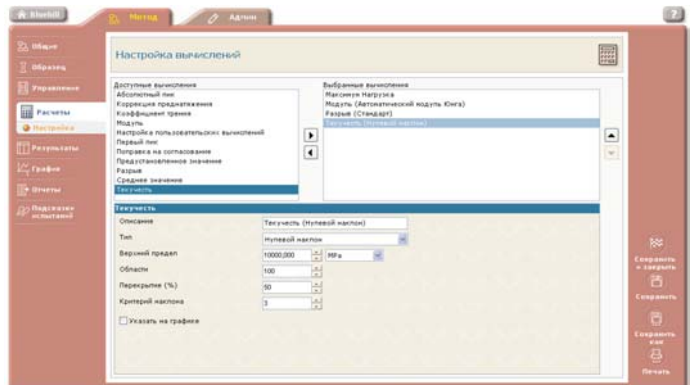 Bluehill
Метод
Админ
?
Общие
Образец
Управление
Расчеты
Настройка
Результаты
График
Отчеты
Подсказки
испытаний
Настройка вычислений
Доступные вычисления
Абсолютный пик
Коррекция преднатяжения
Коэффициент трения
Модуль
Настройка пользовательских вычислений
Первый пик
Поправка на согласование
Предустановленное значение
Разрыв
Среднее значение
Текучесть
Выбранные вычисления
Максимум Нагрузка
Модуль (Автоматический модуль Юнга)
Разрыв (Стандарт)
Текучесть (Нулевой наклон)
Текучесть
Описание
Текучесть (Нулевой наклон)
Тип
Нулевой наклон
Верхний предел
10000,000
MPa
Области
100
Перекрытие (%)
50
Критерий наклона
3
Указать на графике
Сохранить
и закрыть
Сохранить
Сохранить
как
Печать